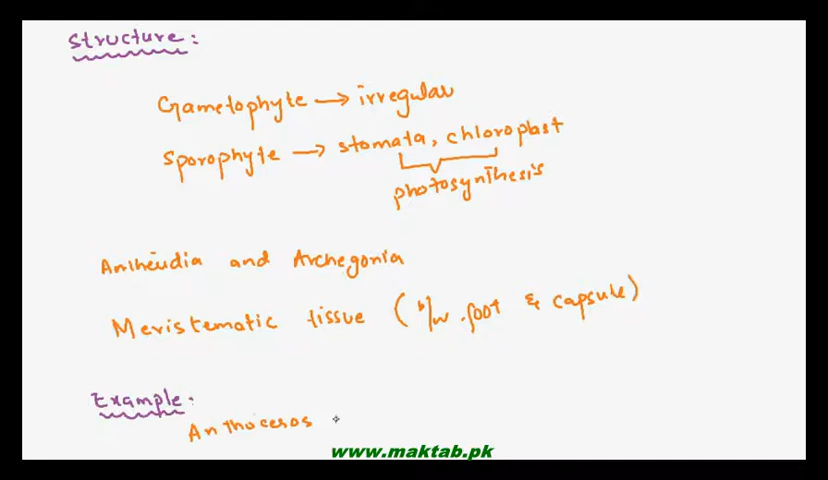 Structure:
Gametophyte → irregular
Sporophyte → stomata, chloroplast
photosynthesis
Antheridia and Archegonia
Meristematic tissue (b/w foot & capsule)
Example:
Anthoceros
www.maktab.pk